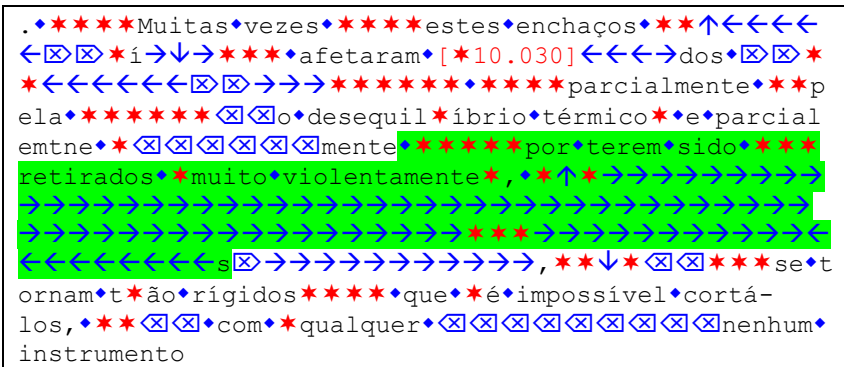 .◆✶✶✶✶Muitas◆vezes◆✶✶✶✶estes◆enchaços◆✶✶↑←←←←
←⌦⌦✶í→↓→✶✶✶◆afetaram◆[✶10.030]←←←→dos◆⌦⌦✶
✶←←←←←←⌦⌦→→→✶✶✶✶✶✶◆✶✶✶✶parcialmente◆✶✶p
ela◆✶✶✶✶✶✶⌫⌫o◆desequil✶íbrio◆térmico✶◆e◆parcial
emtne◆✶⌫⌫⌫⌫⌫mente◆✶✶✶✶✶por◆terem◆sido◆✶✶✶
retirados◆✶muito◆violentamente✶,◆✶↑✶→→→→→→→→→
→→→→→→→→→→→→→→→→→→→→→→→→→→→→→→→→
→→→→→→→→→→→→→→→→→→✶✶✶→→→→→→→→→→→→←
←←←←←←←←←s⌦→→→→→→→→→→→,✶✶↓✶⌫⌫✶✶✶se◆t
ornam◆t✶ão◆rígidos✶✶✶✶◆que◆✶é◆impossível◆cortá-
los,◆✶✶⌫⌫◆com◆✶qualquer◆⌫⌫⌫⌫⌫⌫⌫⌫⌫nenhum◆
instrumento